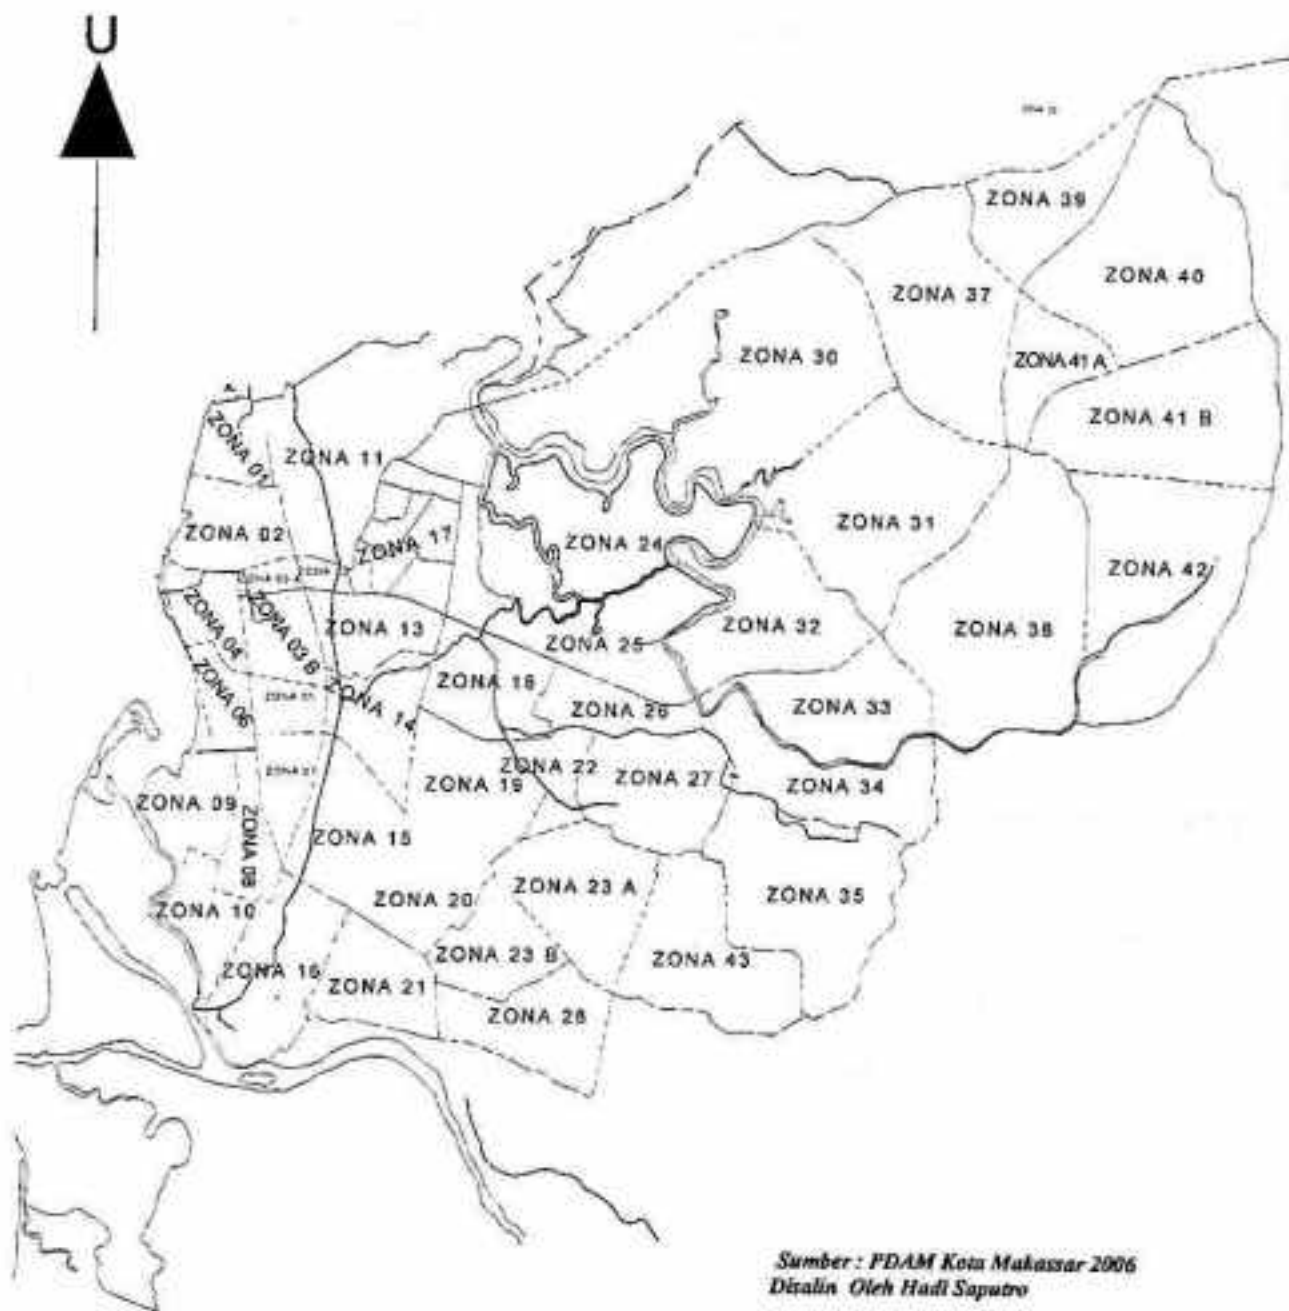 U
ZONA 39
ZONA 40
ZONA 37
ZONA 30
ZONA 41 A
ZONA 41 B
ZONA 01
ZONA 11
ZONA 02
ZONA 17
ZONA 24
ZONA 31
ZONA 42
ZONA 04
ZONA 03 B
ZONA 13
ZONA 25
ZONA 32
ZONA 38
ZONA 06
ZONA 14
ZONA 18
ZONA 26
ZONA 33
ZONA 09
ZONA 08
ZONA 19
ZONA 22
ZONA 27
ZONA 34
ZONA 15
ZONA 10
ZONA 20
ZONA 23 A
ZONA 35
ZONA 16
ZONA 21
ZONA 23 B
ZONA 43
ZONA 28
Sumber : PDAM Kota Makassar 2006
Disalin Oleh Hadi Saputro